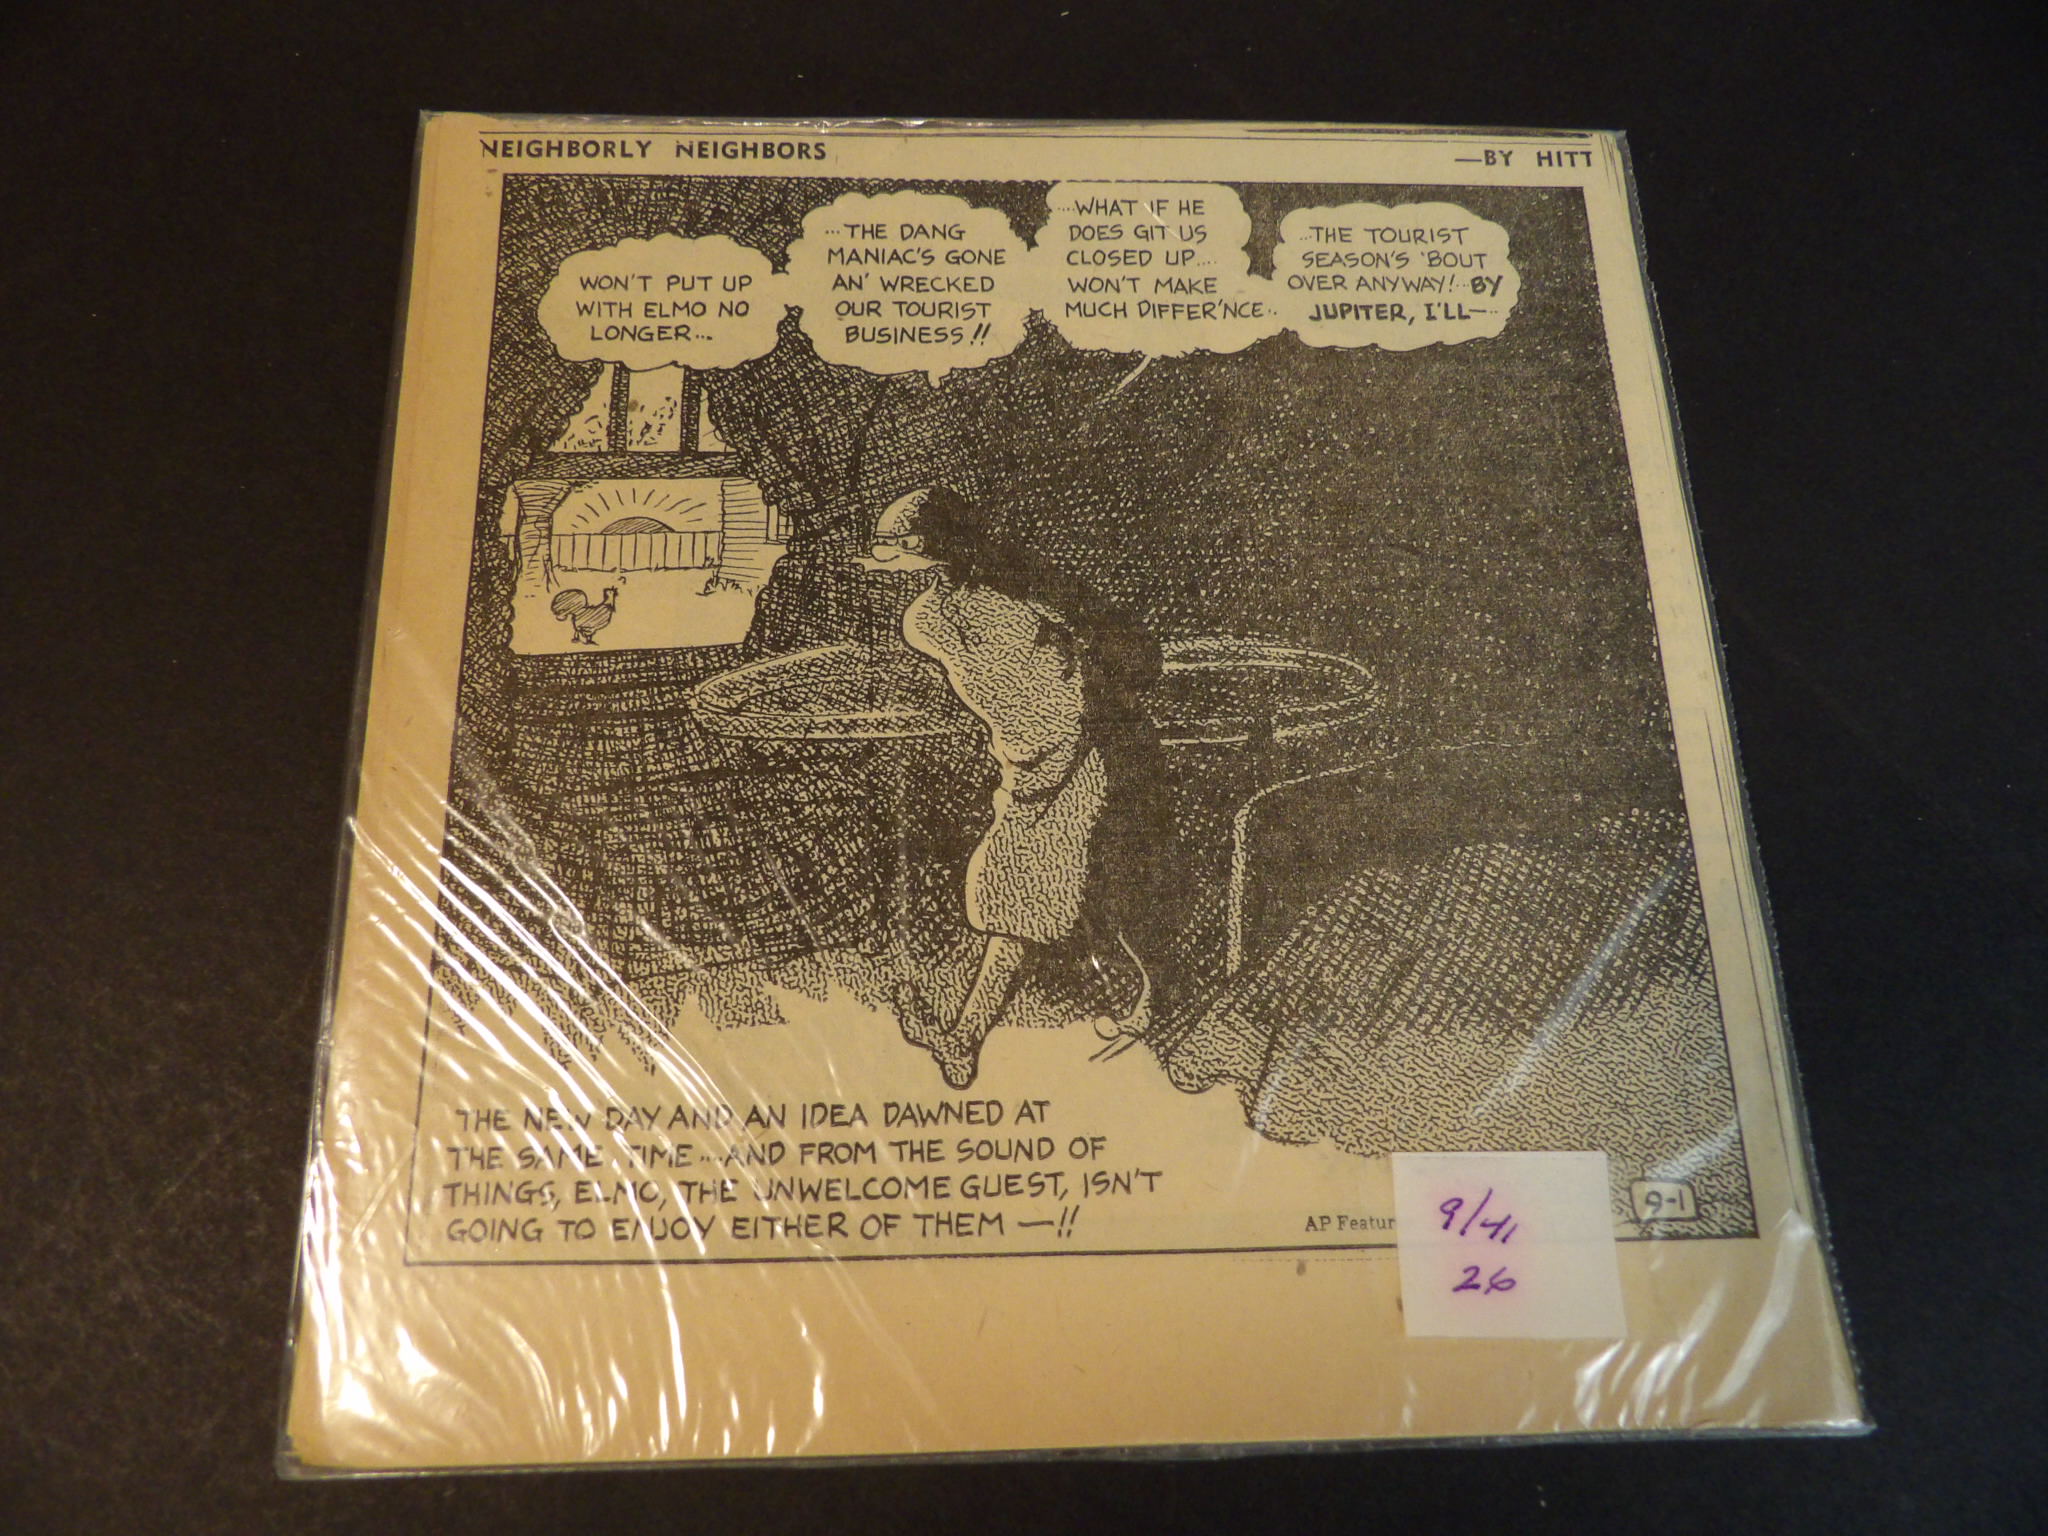 NEIGHBORLY NEIGHBORS
—BY HITT
WON'T PUT UP
WITH ELMO NO
LONGER...
...THE DANG
MANIAC'S GONE
AN' WRECKED
OUR TOURIST
BUSINESS!!
...WHAT IF HE
DOES GIT US
CLOSED UP....
WON'T MAKE
MUCH DIFFER'NCE..
...THE TOURIST
SEASON'S 'BOUT
OVER ANYWAY!...BY
JUPITER, I'LL—..
THE NEW DAY AND AN IDEA DAWNED AT
THE SAME TIME....AND FROM THE SOUND OF
THINGS, ELMO, THE UNWELCOME GUEST, ISN'T
GOING TO ENJOY EITHER OF THEM —!!
AP Featur
9-1
9/41
26